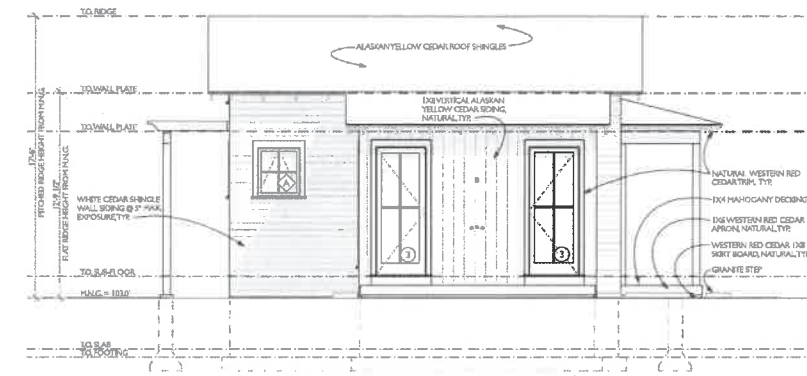 T.O. RIDGE
ALASKAN YELLOW CEDAR ROOF SHINGLES
T.O. WALL PLATE
1X8 VERTICAL ALASKAN
YELLOW CEDAR SIDING,
NATURAL, TYP.
T.O. WALL PLATE
PITCHED RIDGE HEIGHT FROM M.N.G.
FLAT RIDGE HEIGHT FROM M.N.G.
A
NATURAL WESTERN RED
CEDAR TRIM, TYP.
WHITE CEDAR SHINGLE
WALL SIDING @ 5" MAX.
EXPOSURE, TYP.
1X4 MAHOGANY DECKING
1X6 WESTERN RED CEDAR
APRON, NATURAL, TYP.
3
3
WESTERN RED CEDAR 1X8
SKIRT BOARD, NATURAL, TY
GRANITE STEP
T.O. SUB-FLOOR
M.N.G. = 103.0'
T.O. SLAB
T.O. FOOTING